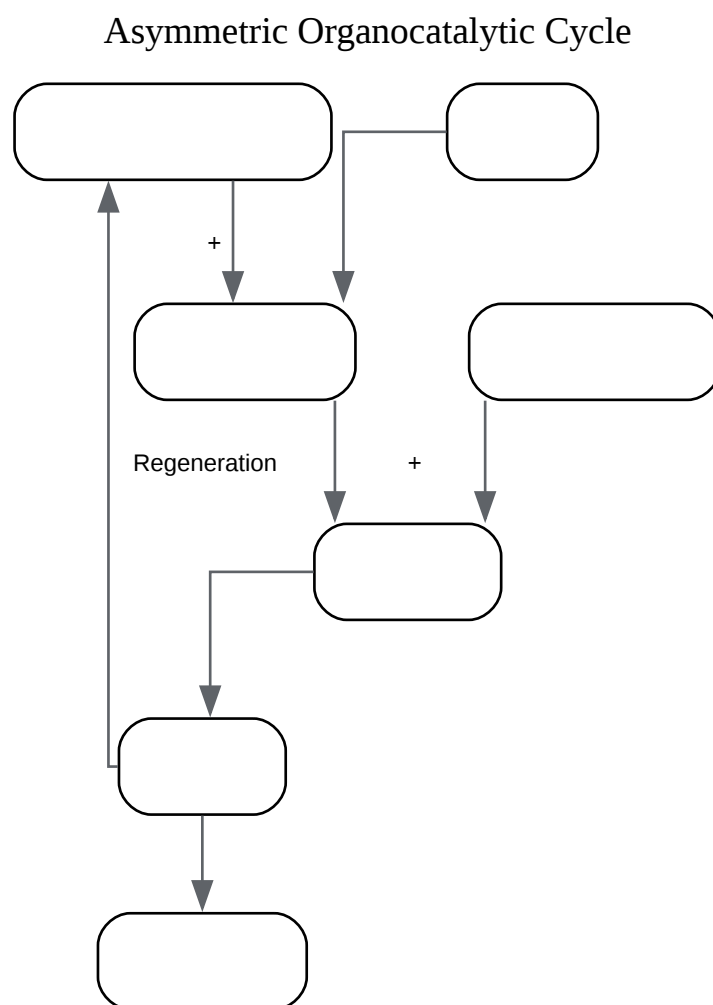 Asymmetric Organocatalytic Cycle
+
Regeneration
+